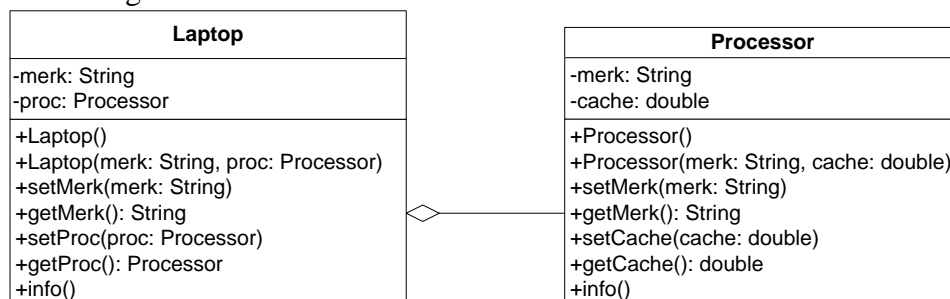 Laptop
-merk: String
-proc: Processor
+Laptop()
+Laptop(merk: String, proc: Processor)
+setMerk(merk: String)
+getMerk(): String
+setProc(proc: Processor)
+getProc(): Processor
+info()
Processor
-merk: String
-cache: double
+Processor()
+Processor(merk: String, cache: double)
+setMerk(merk: String)
+getMerk(): String
+setCache(cache: double)
+getCache(): double
+info()